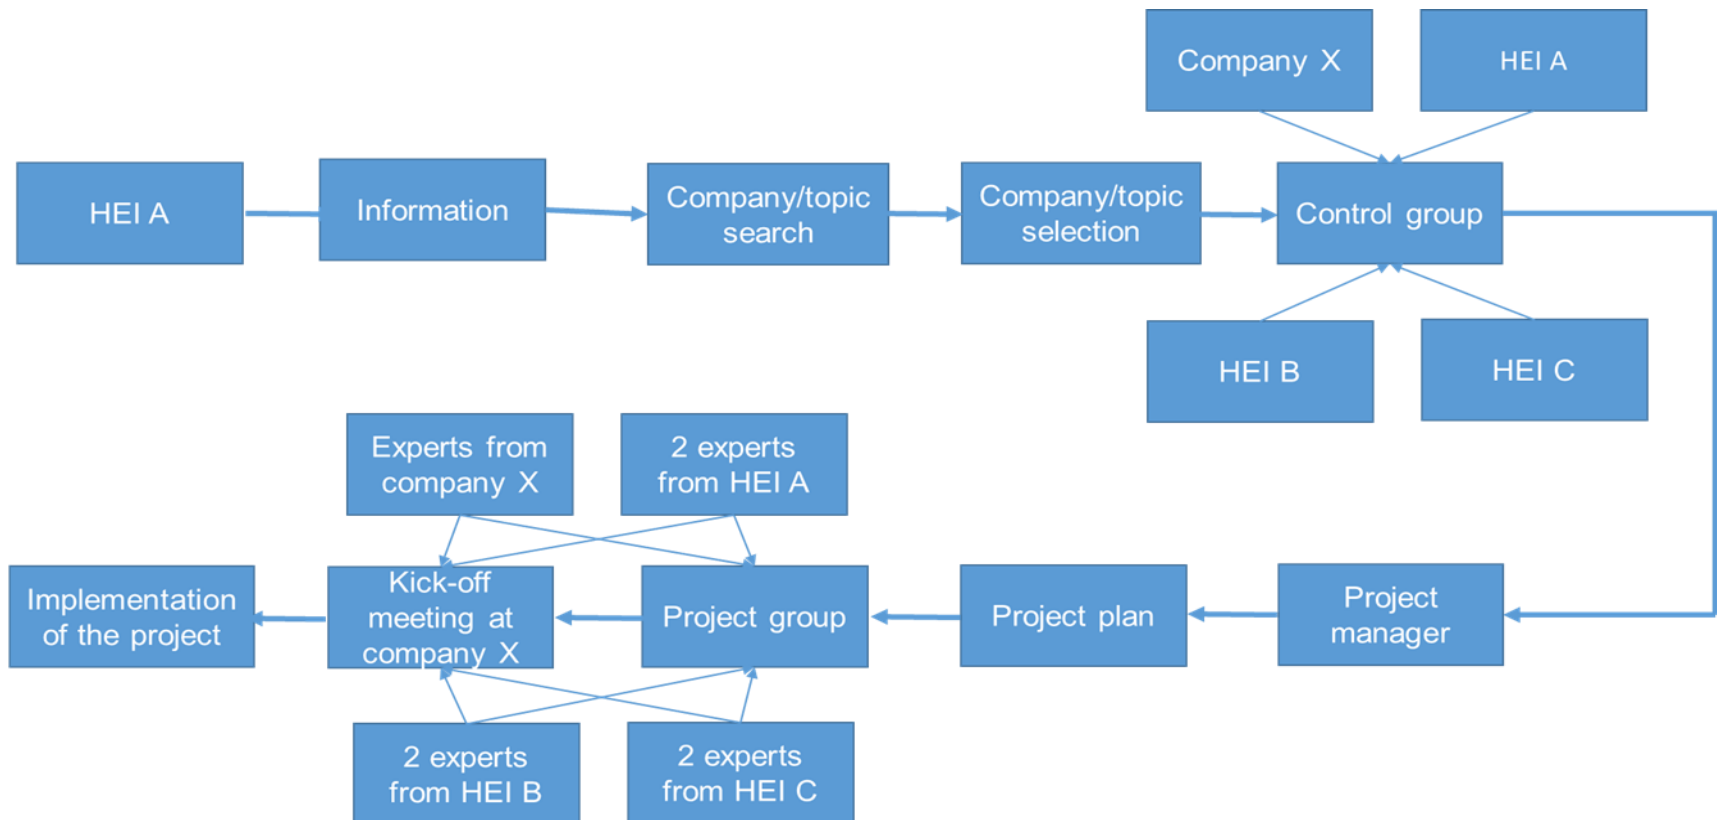 Company X
HEI A
HEI A
Information
Company/topic
search
Company/topic
selection
Control group
HEI B
HEI C
Experts from
company X
2 experts
from HEI A
Implementation
of the project
Kick-off
meeting at
company X
Project group
Project plan
Project
manager
2 experts
from HEI B
2 experts
from HEI C